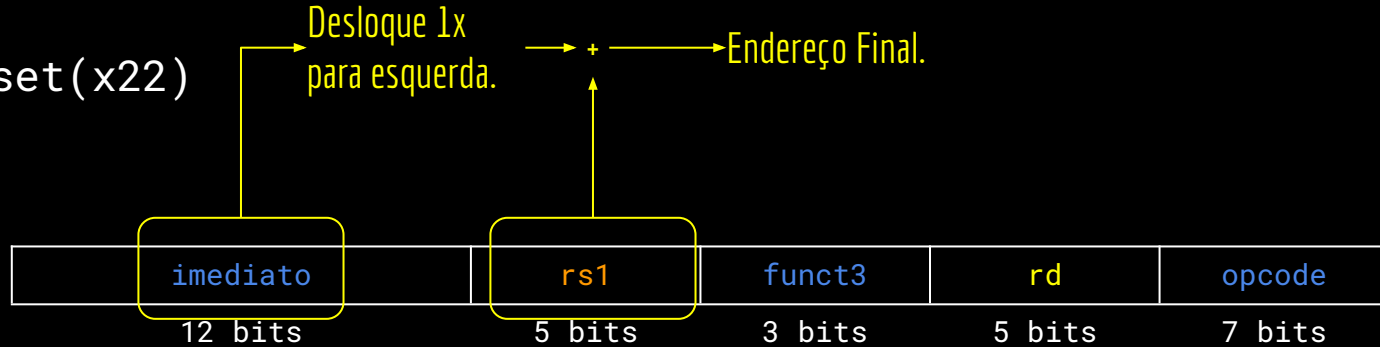 Desloque 1x
para esquerda.
+
Endereço Final.
set(x22)
imediato
rs1
funct3
rd
opcode
12 bits
5 bits
3 bits
5 bits
7 bits